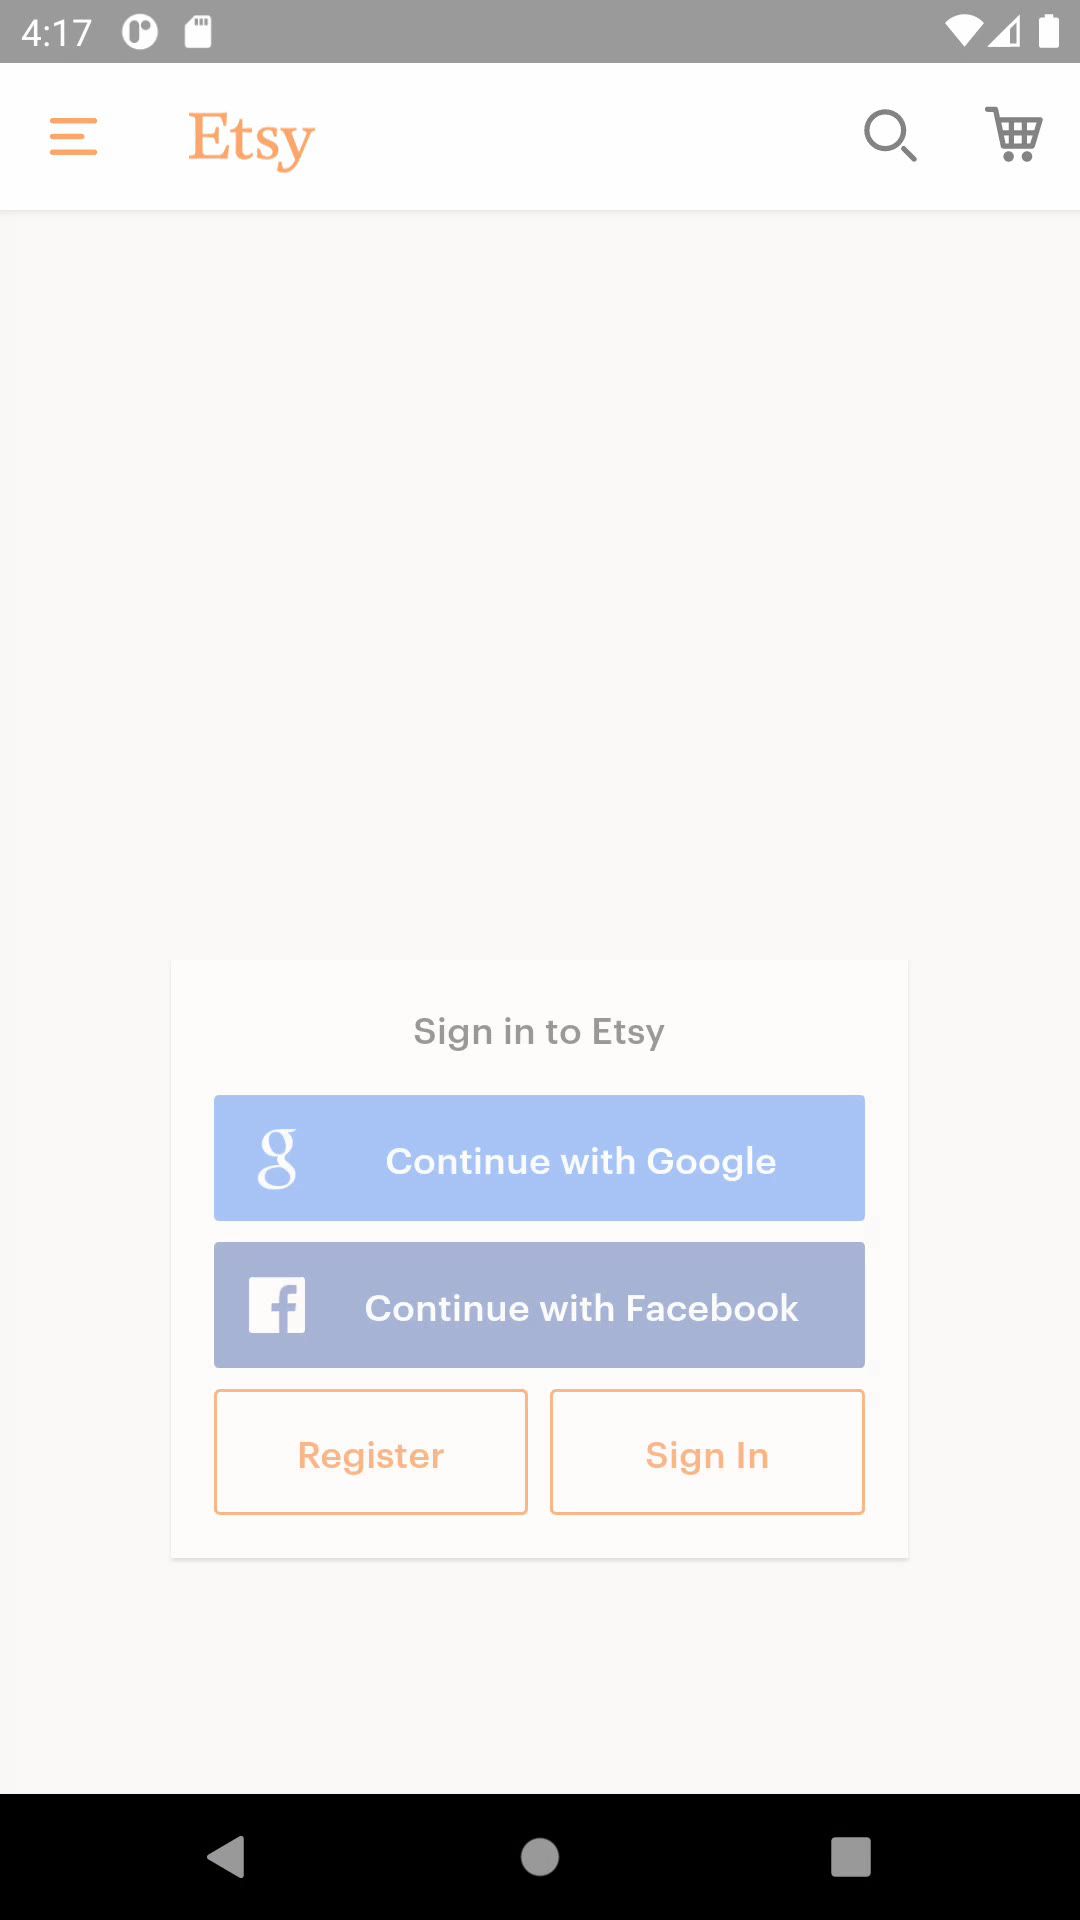 4:17
Etsy
Sign in to Etsy
Continue with Google
Continue with Facebook
Register
Sign In